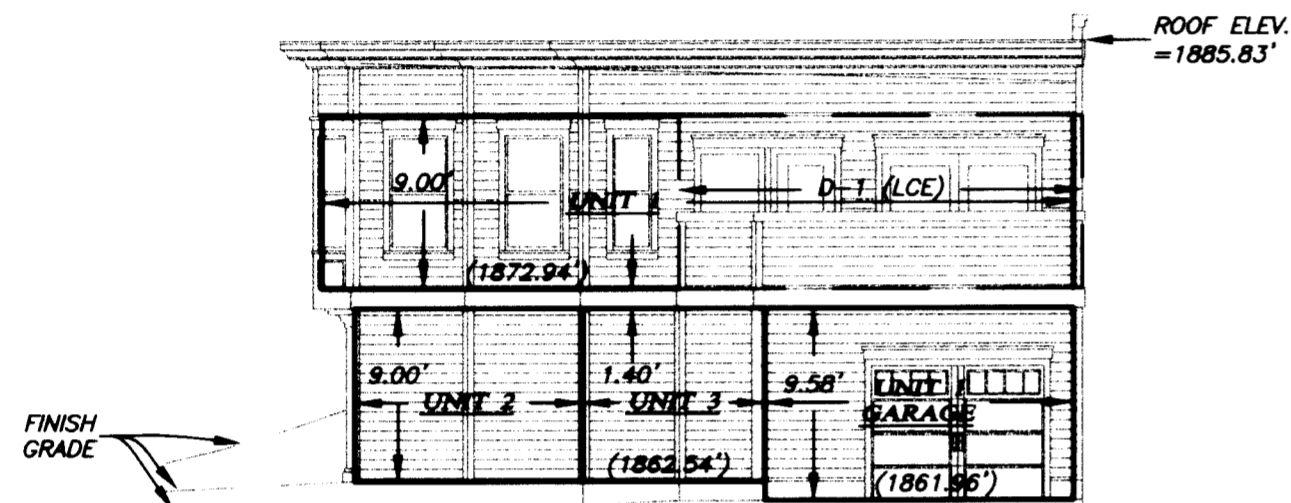 ROOF ELEV.
=1885.83'
9.00'
UNIT 1
D-1 (LCE)
(1872.94')
9.00'
1.40'
9.58'
UNIT 1
UNIT 2
UNIT 3
GARAGE
FINISH
GRADE
(1862.54')
(1861.96')